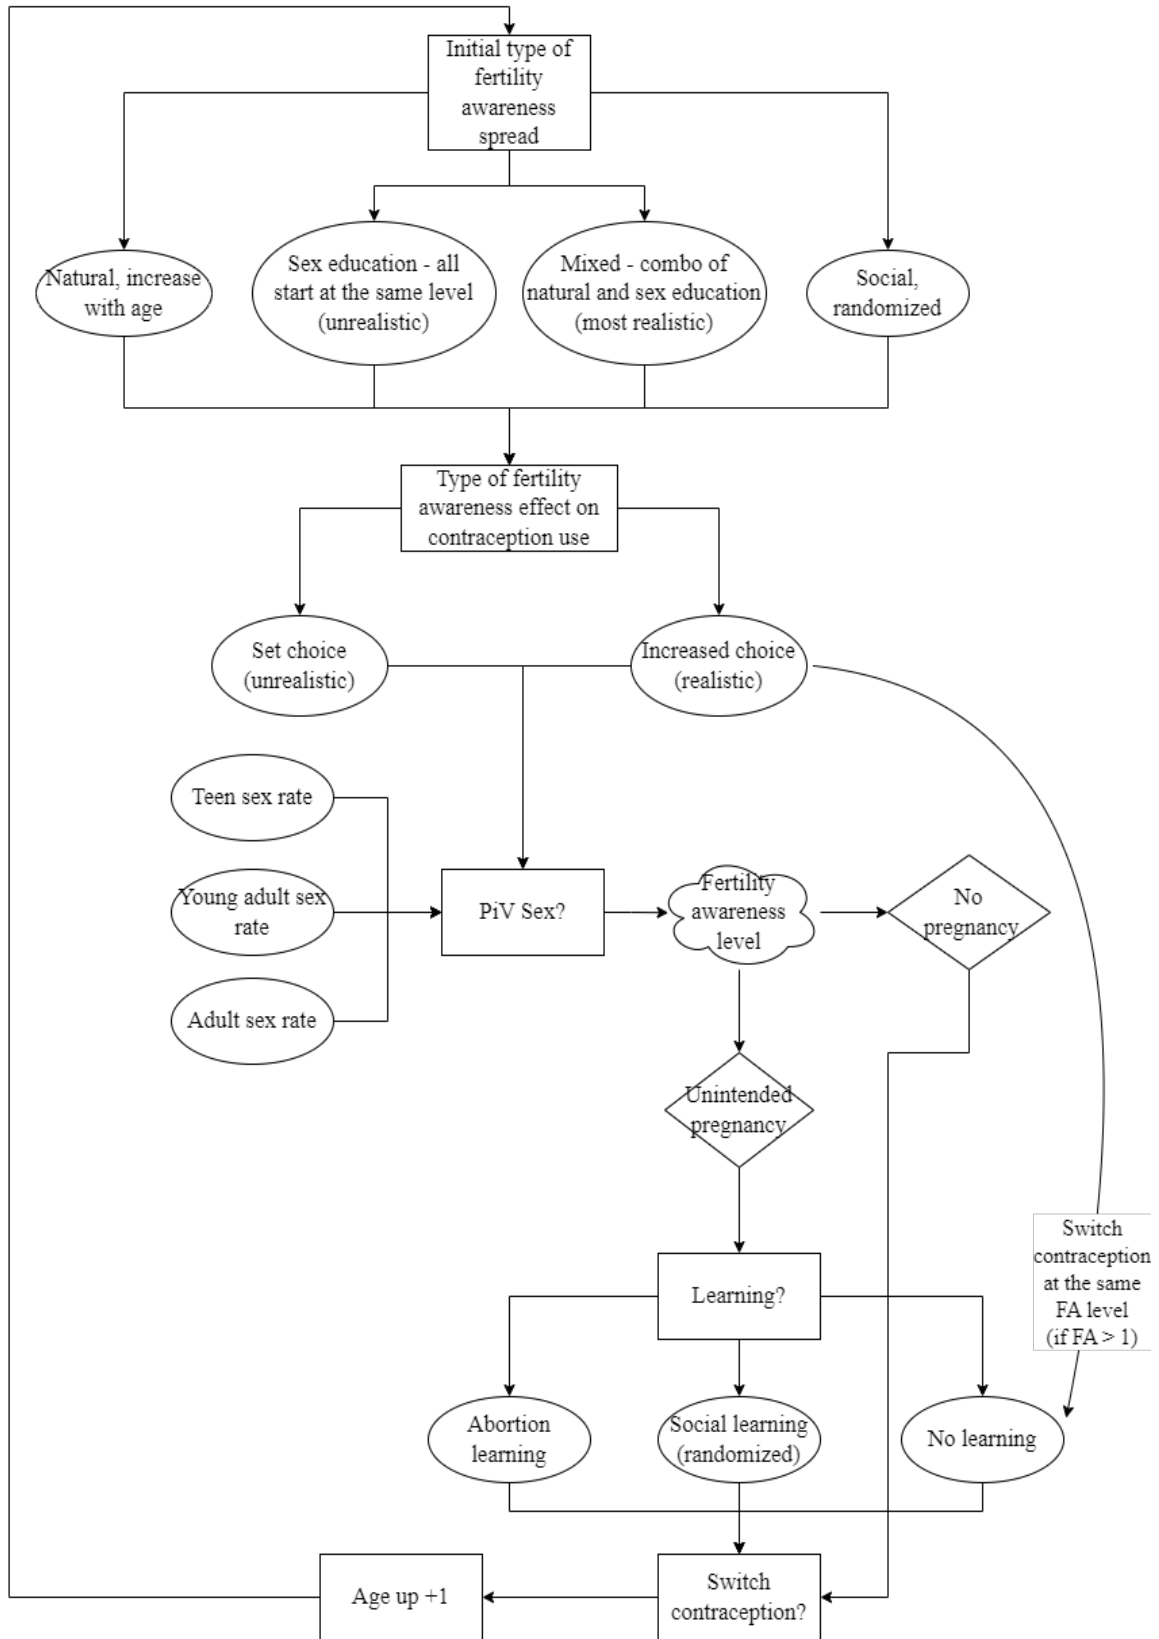 Initial type of
fertility
awareness
spread
Natural, increase
with age
Sex education - all
start at the same level
(unrealistic)
Mixed - combo of
natural and sex education
(most realistic)
Social,
randomized
Type of fertility
awareness effect on
contraception use
Set choice
(unrealistic)
Increased choice
(realistic)
Teen sex rate
Young adult sex
rate
Adult sex rate
PiV Sex?
Fertility
awareness
level
No
pregnancy
Unintended
pregnancy
Switch
contraception
at the same
FA level
(if FA > 1)
Learning?
Abortion
learning
Social learning
(randomized)
No learning
Age up +1
Switch
contraception?